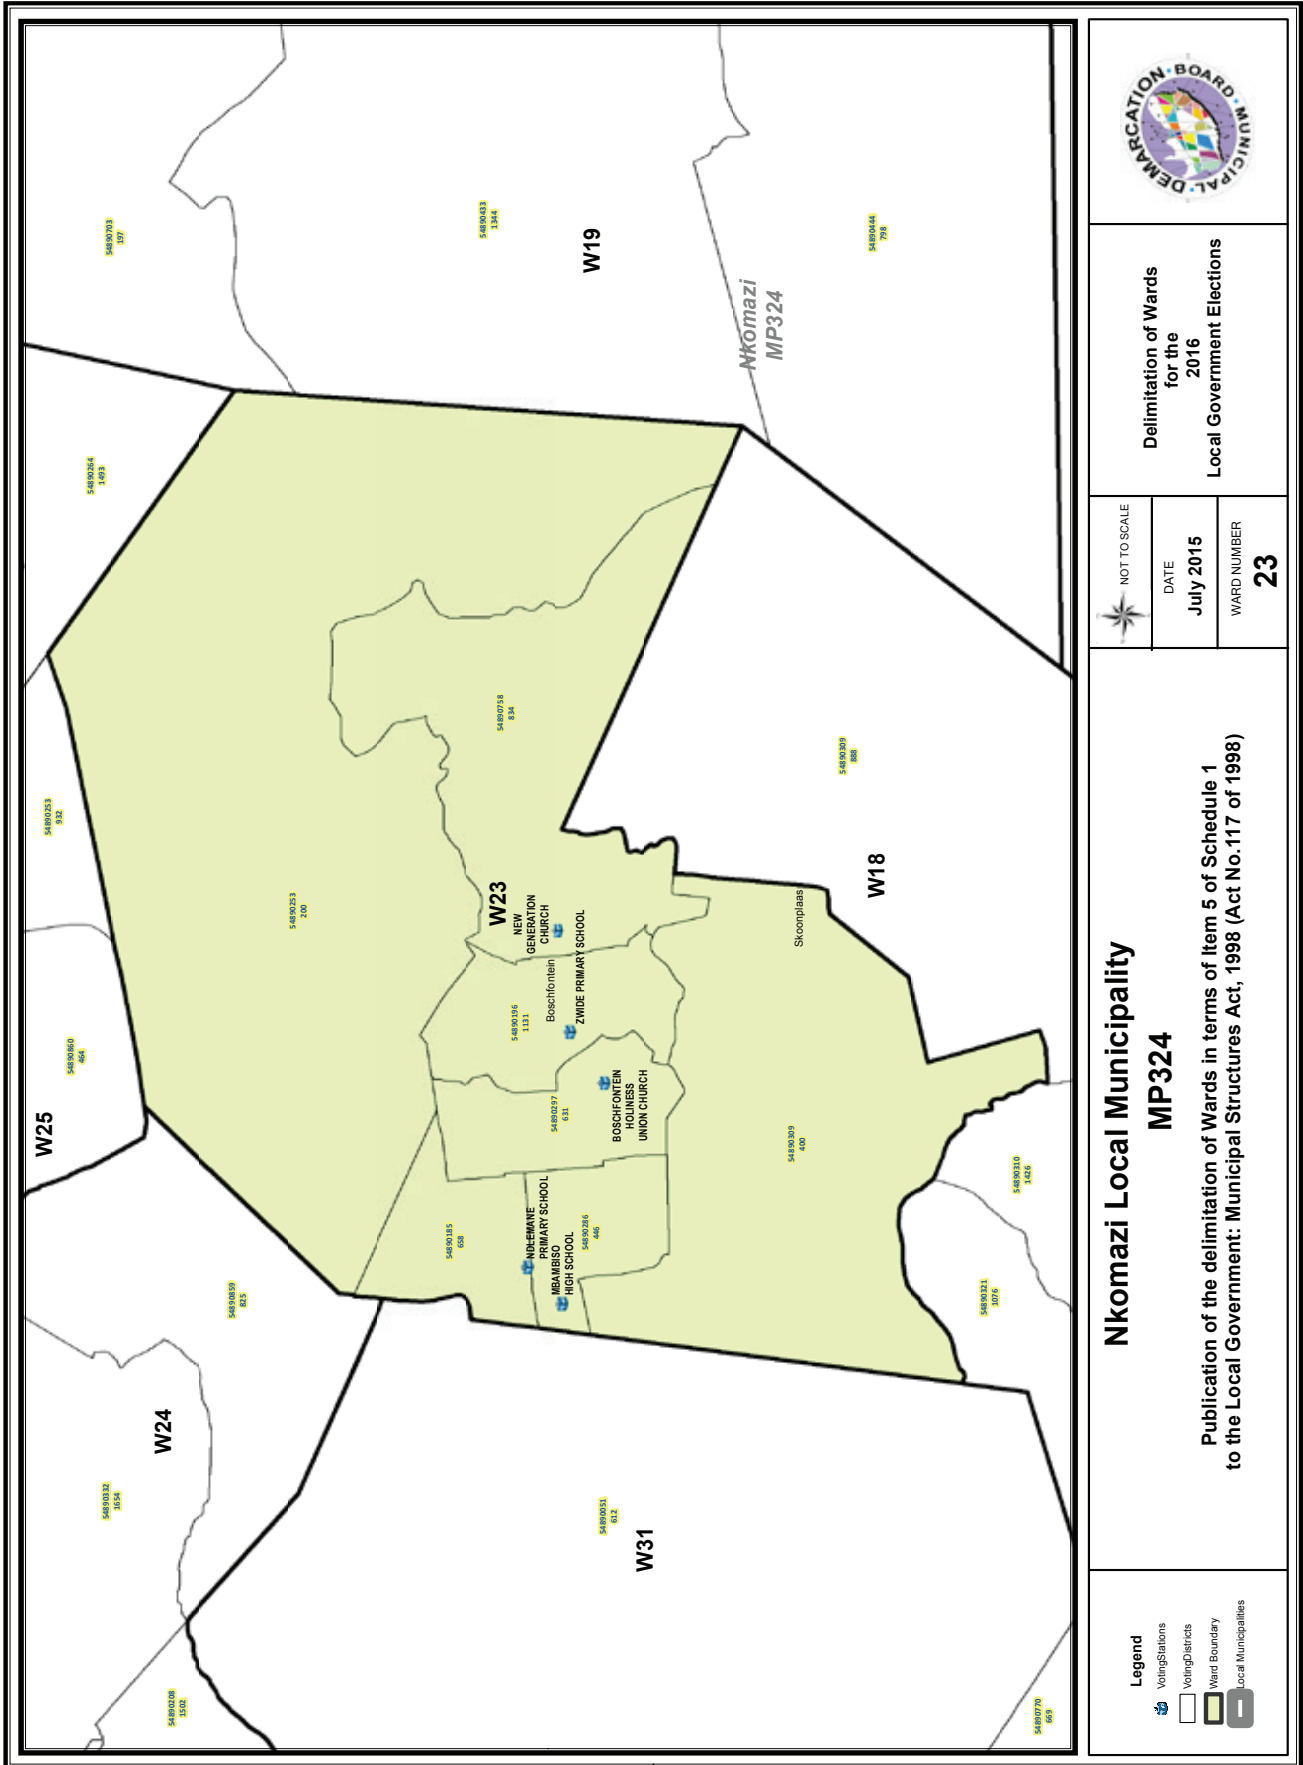 54890208
1502
54890332
1654
W24
54890859
825
W25
54890860
464
54890253
932
54890264
1493
54890703
197
54890433
1344
W19
Nkomazi
MP324
54890444
798
54890253
200
54890758
834
W23
NEW
GENERATION
CHURCH
Boschfontein
ZWIDE PRIMARY SCHOOL
54890196
1131
54890297
631
BOSCHFONTEIN
HOLINESS
UNION CHURCH
54890185
658
NDLEMANE
PRIMARY SCHOOL
MBAMBISO
HIGH SCHOOL
54890286
446
54890309
400
Skoonplaas
W18
54890309
888
54890310
1426
54890321
1076
54890051
612
W31
54890770
669
Legend
VotingStations
VotingDistricts
Ward Boundary
Local Municipalities
Nkomazi Local Municipality
MP324
Publication of the delimitation of Wards in terms of Item 5 of Schedule 1
to the Local Government: Municipal Structures Act, 1998 (Act No.117 of 1998)
NOT TO SCALE
DATE
July 2015
WARD NUMBER
23
Delimitation of Wards
for the
2016
Local Government Elections
MUNICIPAL · DEMARCATION · BOARD ·